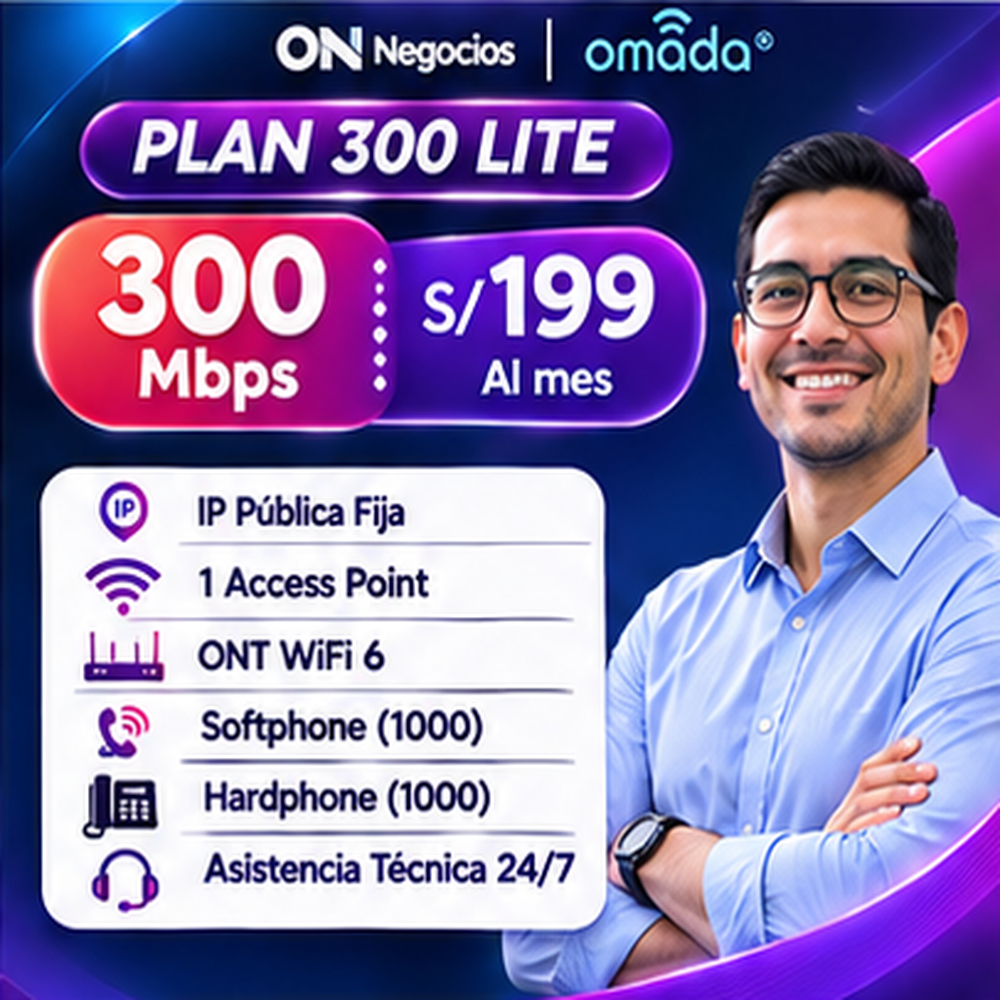 ON Negocios | omada
PLAN 300 LITE
300
Mbps
S/199
Al mes
IP
IP Pública Fija
1 Access Point
ONT WiFi 6
Softphone (1000)
Hardphone (1000)
Asistencia Técnica 24/7